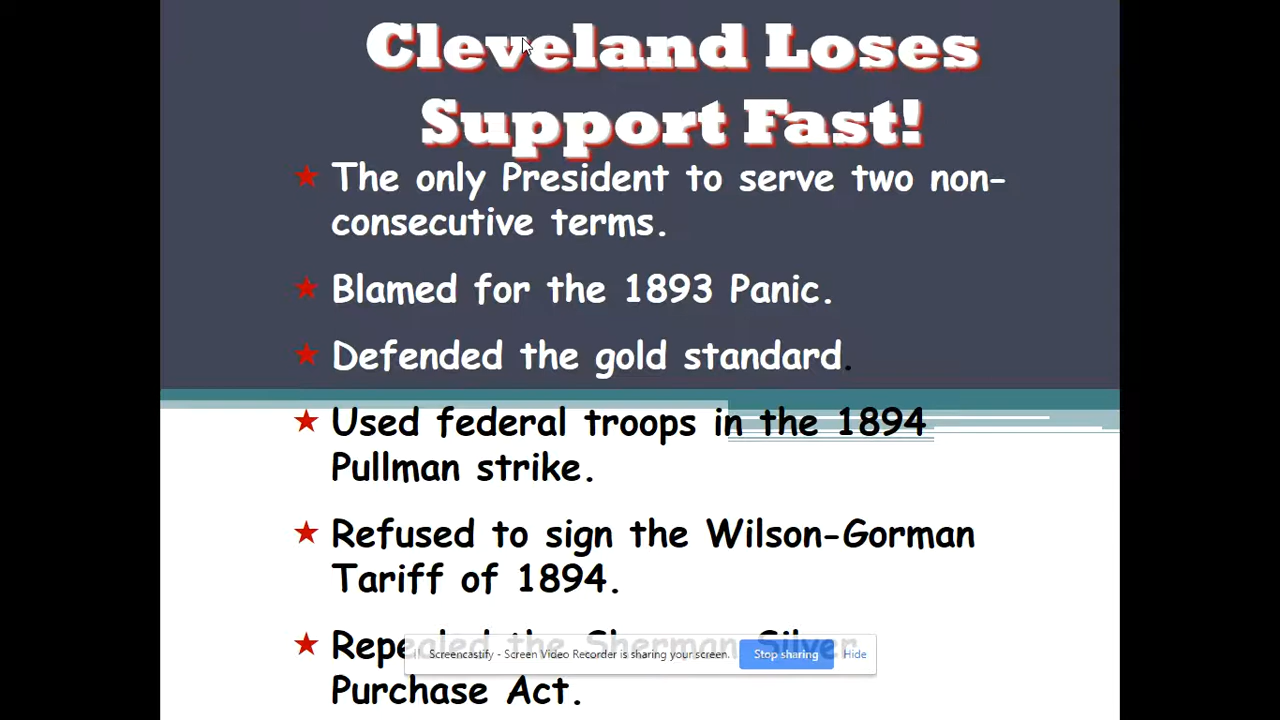 Cleveland Loses
Support Fast!
The only President to serve two non-
consecutive terms.
Blamed for the 1893 Panic.
Defended the gold standard.
Used federal troops in the 1894
Pullman strike.
Refused to sign the Wilson-Gorman
Tariff of 1894.
Repealed the Sherman Silver
Screencastify - Screen Video Recorder is sharing your screen. Stop sharing Hide
Purchase Act.